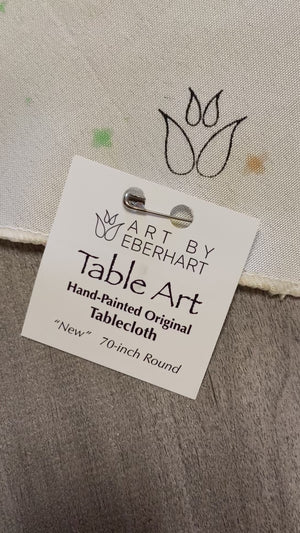 ART BY
EBERHART
Table Art
Hand-Painted Original
Tablecloth
"New" 70-inch Round